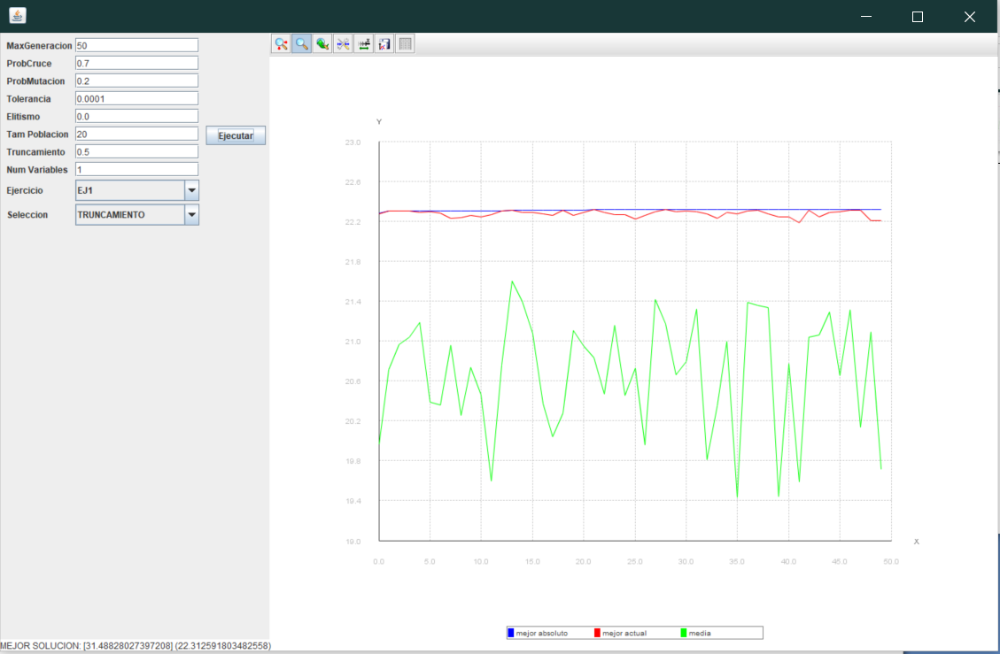 MaxGeneracion 50
ProbCruce 0.7
ProbMutacion 0.2
Tolerancia 0.0001
Elitismo 0.0
Tam Poblacion 20
Ejecutar
Truncamiento 0.5
Num Variables 1
Ejercicio EJ1
Seleccion TRUNCAMIENTO
Y
23.0
22.6
22.2
21.8
21.4
21.0
20.6
20.2
19.8
19.4
19.0
X
0.0 5.0 10.0 15.0 20.0 25.0 30.0 35.0 40.0 45.0 50.0
mejor absoluto mejor actual media
MEJOR SOLUCION: [31.48828027397208] (22.312591803482558)